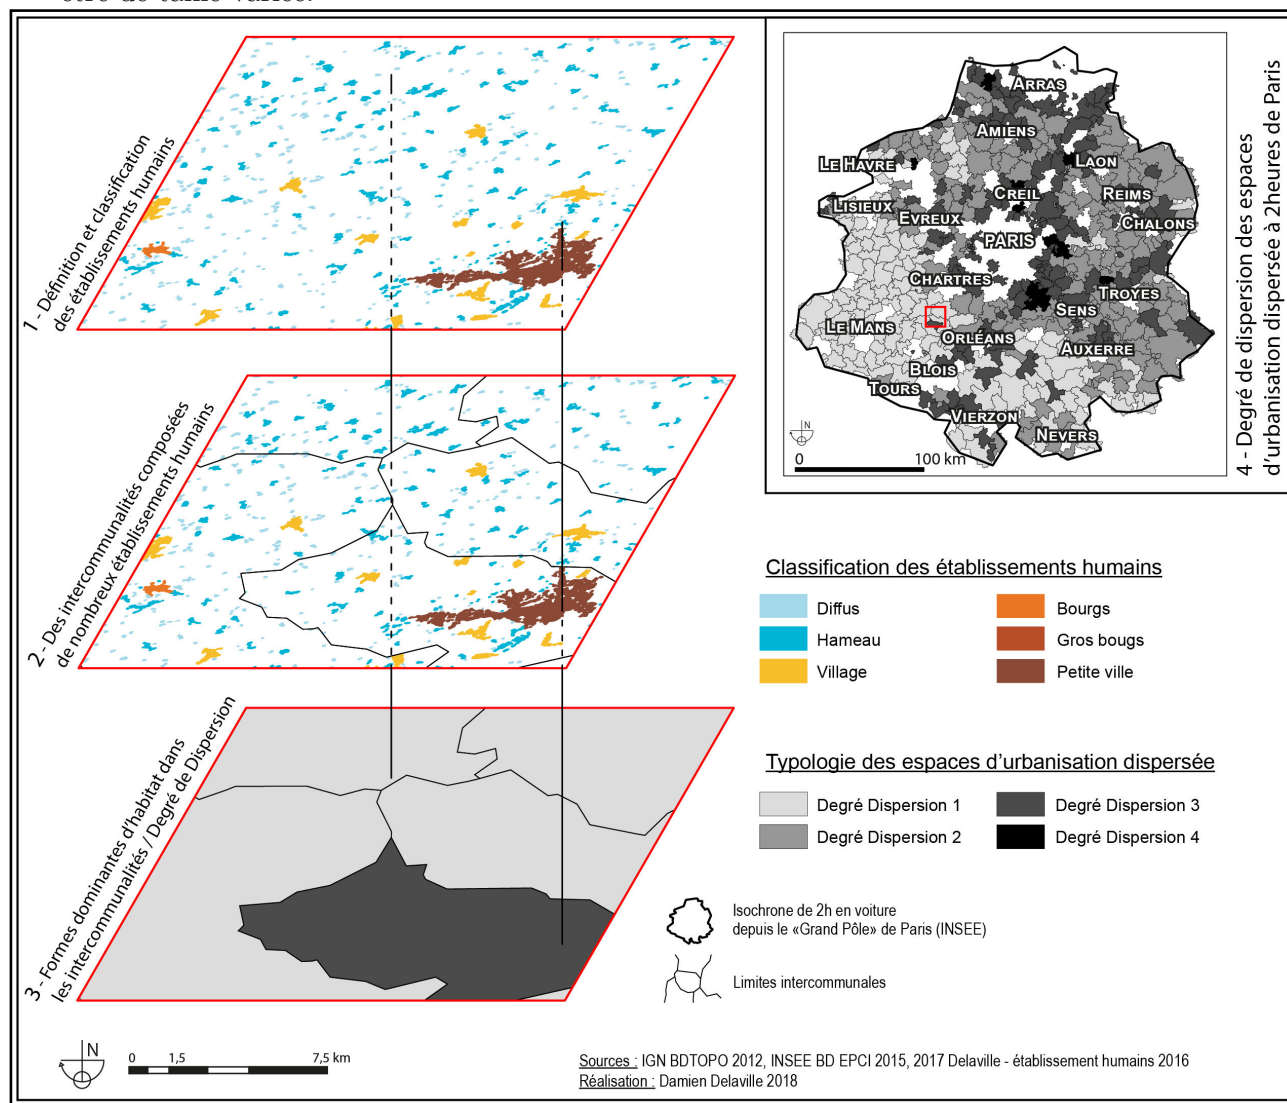 être de taille variée.
1 - Définition et classification
des établissements humains
2 - Des intercommunalités composées
de nombreux établissements humains
3 - Formes dominantes d'habitat dans
les intercommunalités / Degré de Dispersion
N
0 1,5 7,5 km
ARRAS
AMIENS
LE HAVRE
LAON
CREIL
REIMS
LISIEUX
EVREUX
CHALONS
PARIS
CHARTRES
TROYES
SENS
LE MANS
ORLÉANS
AUXERRE
BLOIS
TOURS
VIERZON
NEVERS
N
0 100 km
4 - Degré de dispersion des espaces
d'urbanisation dispersée à 2heures de Paris
Classification des établissements humains
Diffus Bourgs
Hameau Gros bougs
Village Petite ville
Typologie des espaces d'urbanisation dispersée
Degré Dispersion 1 Degré Dispersion 3
Degré Dispersion 2 Degré Dispersion 4
Isochrone de 2h en voiture
depuis le «Grand Pôle» de Paris (INSEE)
Limites intercommunales
Sources : IGN BDTOPO 2012, INSEE BD EPCI 2015, 2017 Delaville - établissement humains 2016
Réalisation : Damien Delaville 2018